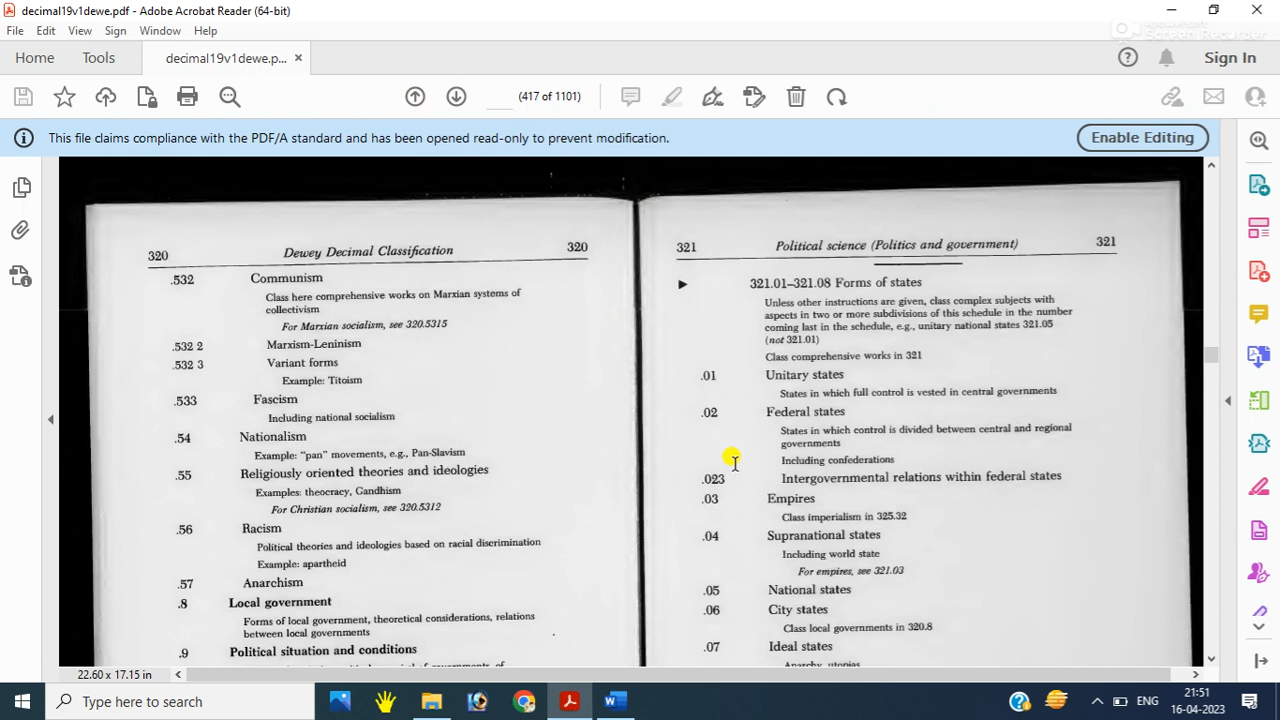 decimal19v1dewe.pdf - Adobe Acrobat Reader (64-bit)
File Edit View Sign Window Help
Home Tools decimal19v1dewe.p... ×
(417 of 1101)
Sign In
This file claims compliance with the PDF/A standard and has been opened read-only to prevent modification.
Enable Editing
320 Dewey Decimal Classification 320
.532 Communism
Class here comprehensive works on Marxian systems of
collectivism
For Marxian socialism, see 320.5315
.532 2 Marxism-Leninism
.532 3 Variant forms
Example: Titoism
.533 Fascism
Including national socialism
.54 Nationalism
Example: "pan" movements, e.g., Pan-Slavism
.55 Religiously oriented theories and ideologies
Examples: theocracy, Gandhism
For Christian socialism, see 320.5312
.56 Racism
Political theories and ideologies based on racial discrimination
Example: apartheid
.57 Anarchism
.8 Local government
Forms of local government, theoretical considerations, relations
between local governments
.9 Political situation and conditions
321 Political science (Politics and government) 321
321.01–321.08 Forms of states
Unless other instructions are given, class complex subjects with
aspects in two or more subdivisions of this schedule in the number
coming last in the schedule, e.g., unitary national states 321.05
(not 321.01)
Class comprehensive works in 321
.01 Unitary states
States in which full control is vested in central governments
.02 Federal states
States in which control is divided between central and regional
governments
Including confederations
.023 Intergovernmental relations within federal states
.03 Empires
Class imperialism in 325.32
.04 Supranational states
Including world state
For empires, see 321.03
.05 National states
.06 City states
Class local governments in 320.8
.07 Ideal states
Anarchy, utopias
22.60 x 17.15 in
Type here to search
ENG
21:51
16-04-2023